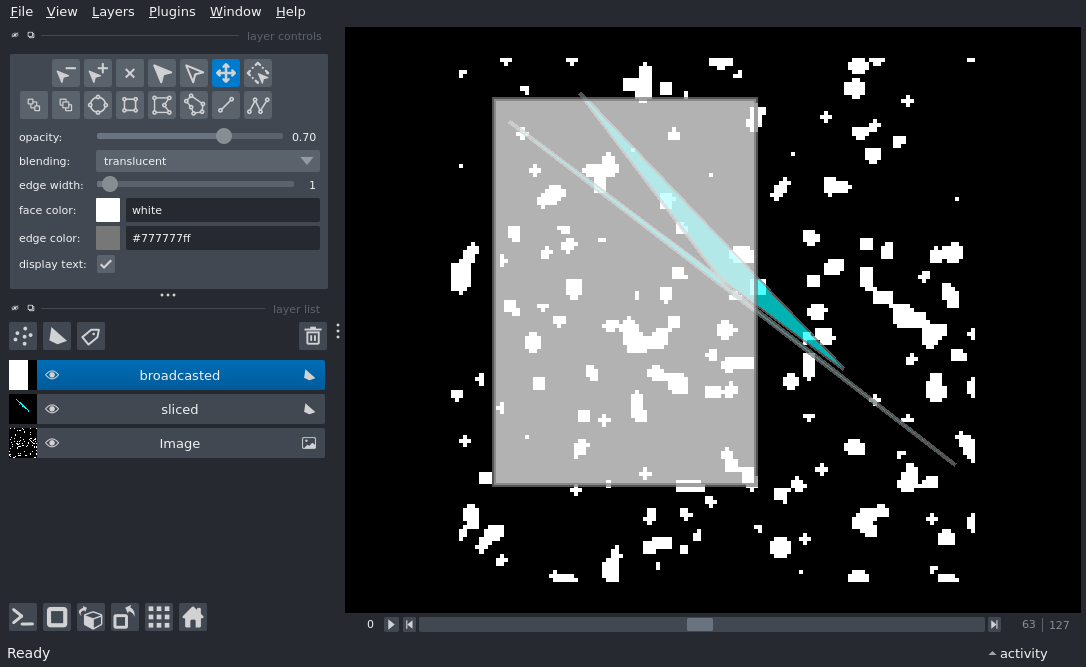 File View Layers Plugins Window Help
layer controls
opacity: 0.70
blending: translucent
edge width: 1
face color: white
edge color: #777777ff
display text:
layer list
broadcasted
sliced
Image
0 63 127
Ready activity